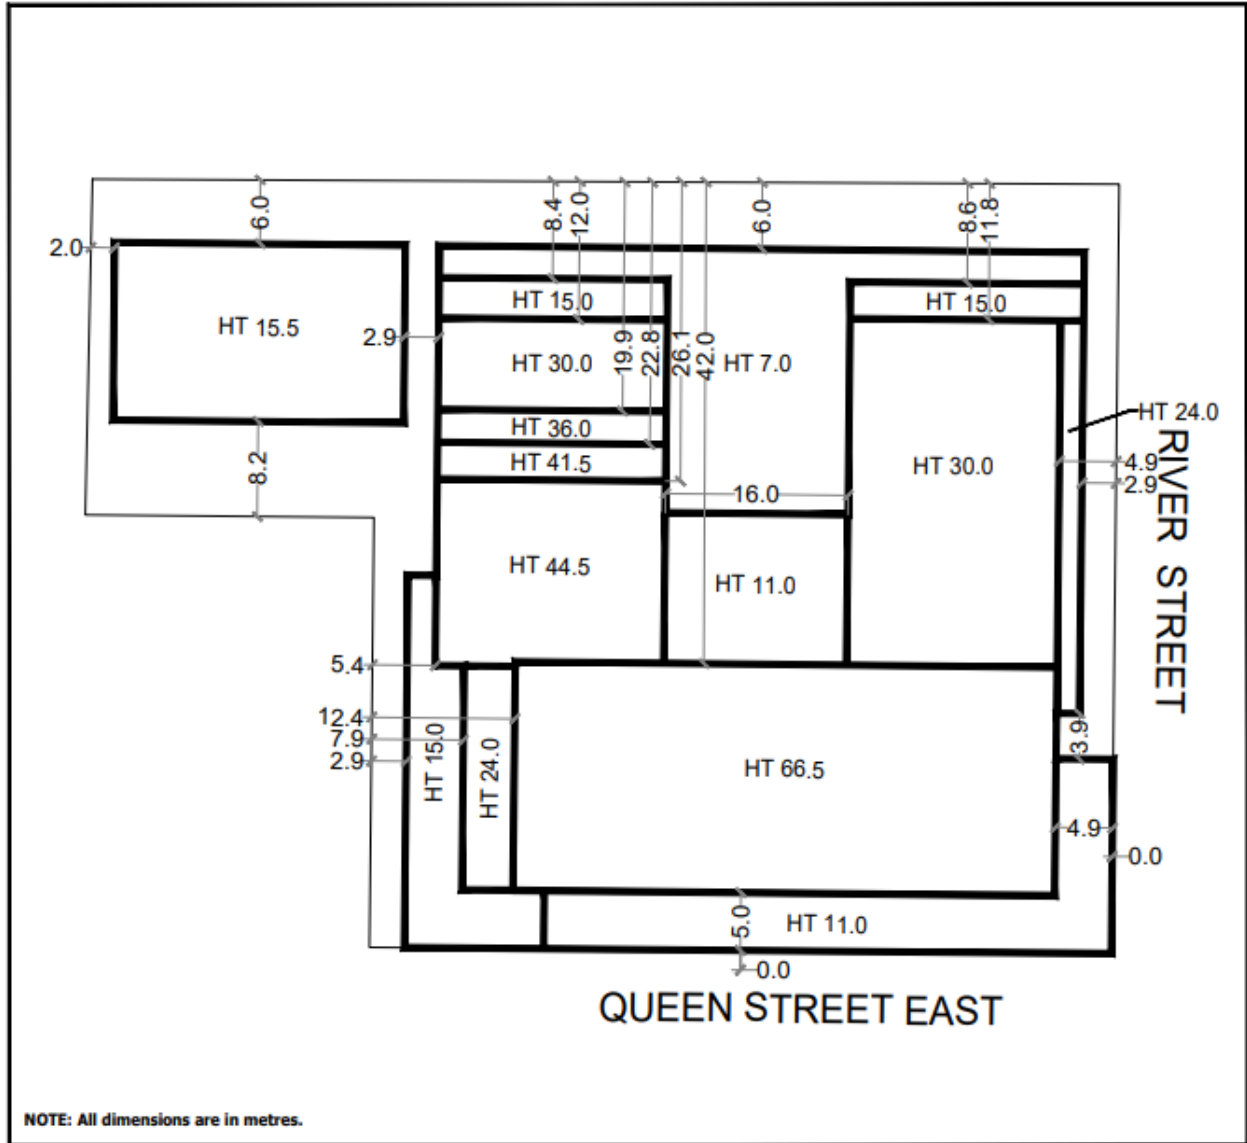 6.0
8.4
12.0
6.0
8.6
11.8
2.0
HT 15.0
HT 15.0
HT 15.5
2.9
19.9
22.8
26.1
42.0
HT 30.0
HT 7.0
HT 24.0
HT 36.0
HT 41.5
HT 30.0
4.9
2.9
8.2
16.0
RIVER STREET
HT 44.5
HT 11.0
5.4
12.4
7.9
2.9
HT 15.0
HT 24.0
HT 66.5
3.9
4.9
0.0
5.0
HT 11.0
0.0
QUEEN STREET EAST
NOTE: All dimensions are in metres.